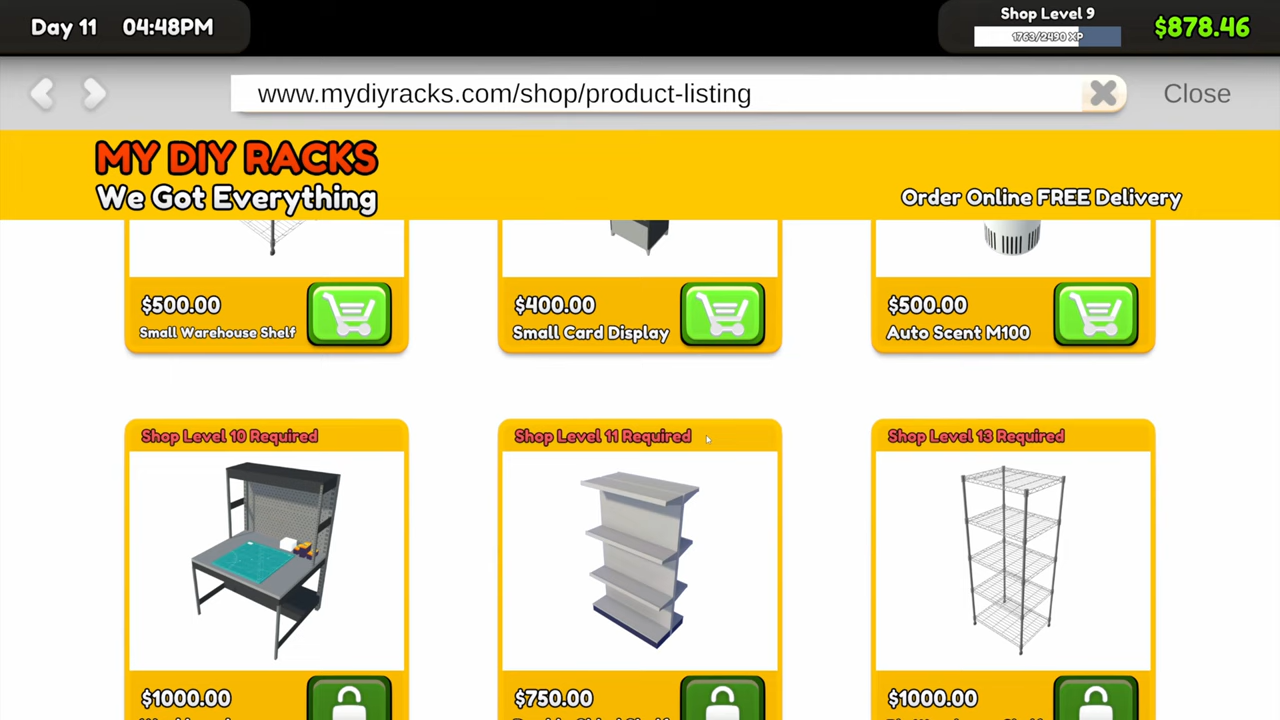 Day 11 04:48PM
Shop Level 9
1763/2490 XP
$878.46
www.mydiyracks.com/shop/product-listing
Close
MY DIY RACKS
We Got Everything
Order Online FREE Delivery
$500.00
Small Warehouse Shelf
$400.00
Small Card Display
$500.00
Auto Scent M100
Shop Level 10 Required
Shop Level 11 Required
Shop Level 13 Required
$1000.00
$750.00
$1000.00